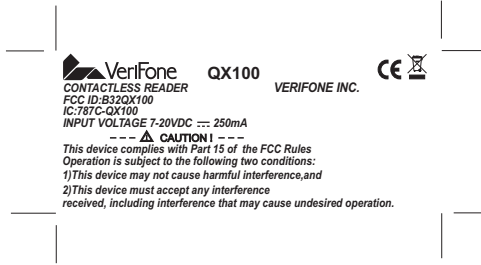 VeriFone QX100
CONTACTLESS READER VERIFONE INC.
FCC ID:B32QX100
IC:787C-QX100
INPUT VOLTAGE 7-20VDC ⎓ 250mA
--- ⚠ CAUTION! ---
This device complies with Part 15 of the FCC Rules
Operation is subject to the following two conditions:
1)This device may not cause harmful interference,and
2)This device must accept any interference
received, including interference that may cause undesired operation.